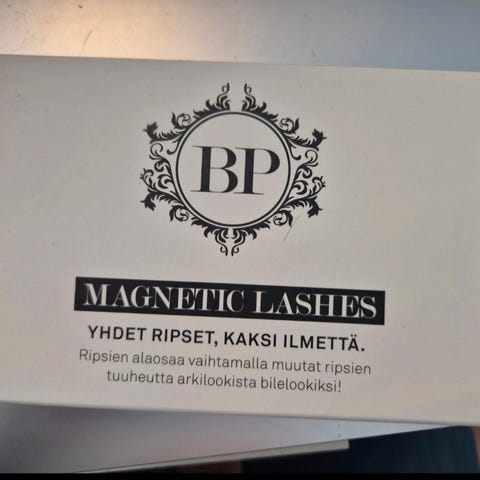 BP
MAGNETIC LASHES
YHDET RIPSET, KAKSI ILMETTÄ.
Ripsien alaosaa vaihtamalla muutat ripsien
tuuheutta arkilookista bilelookiksi!